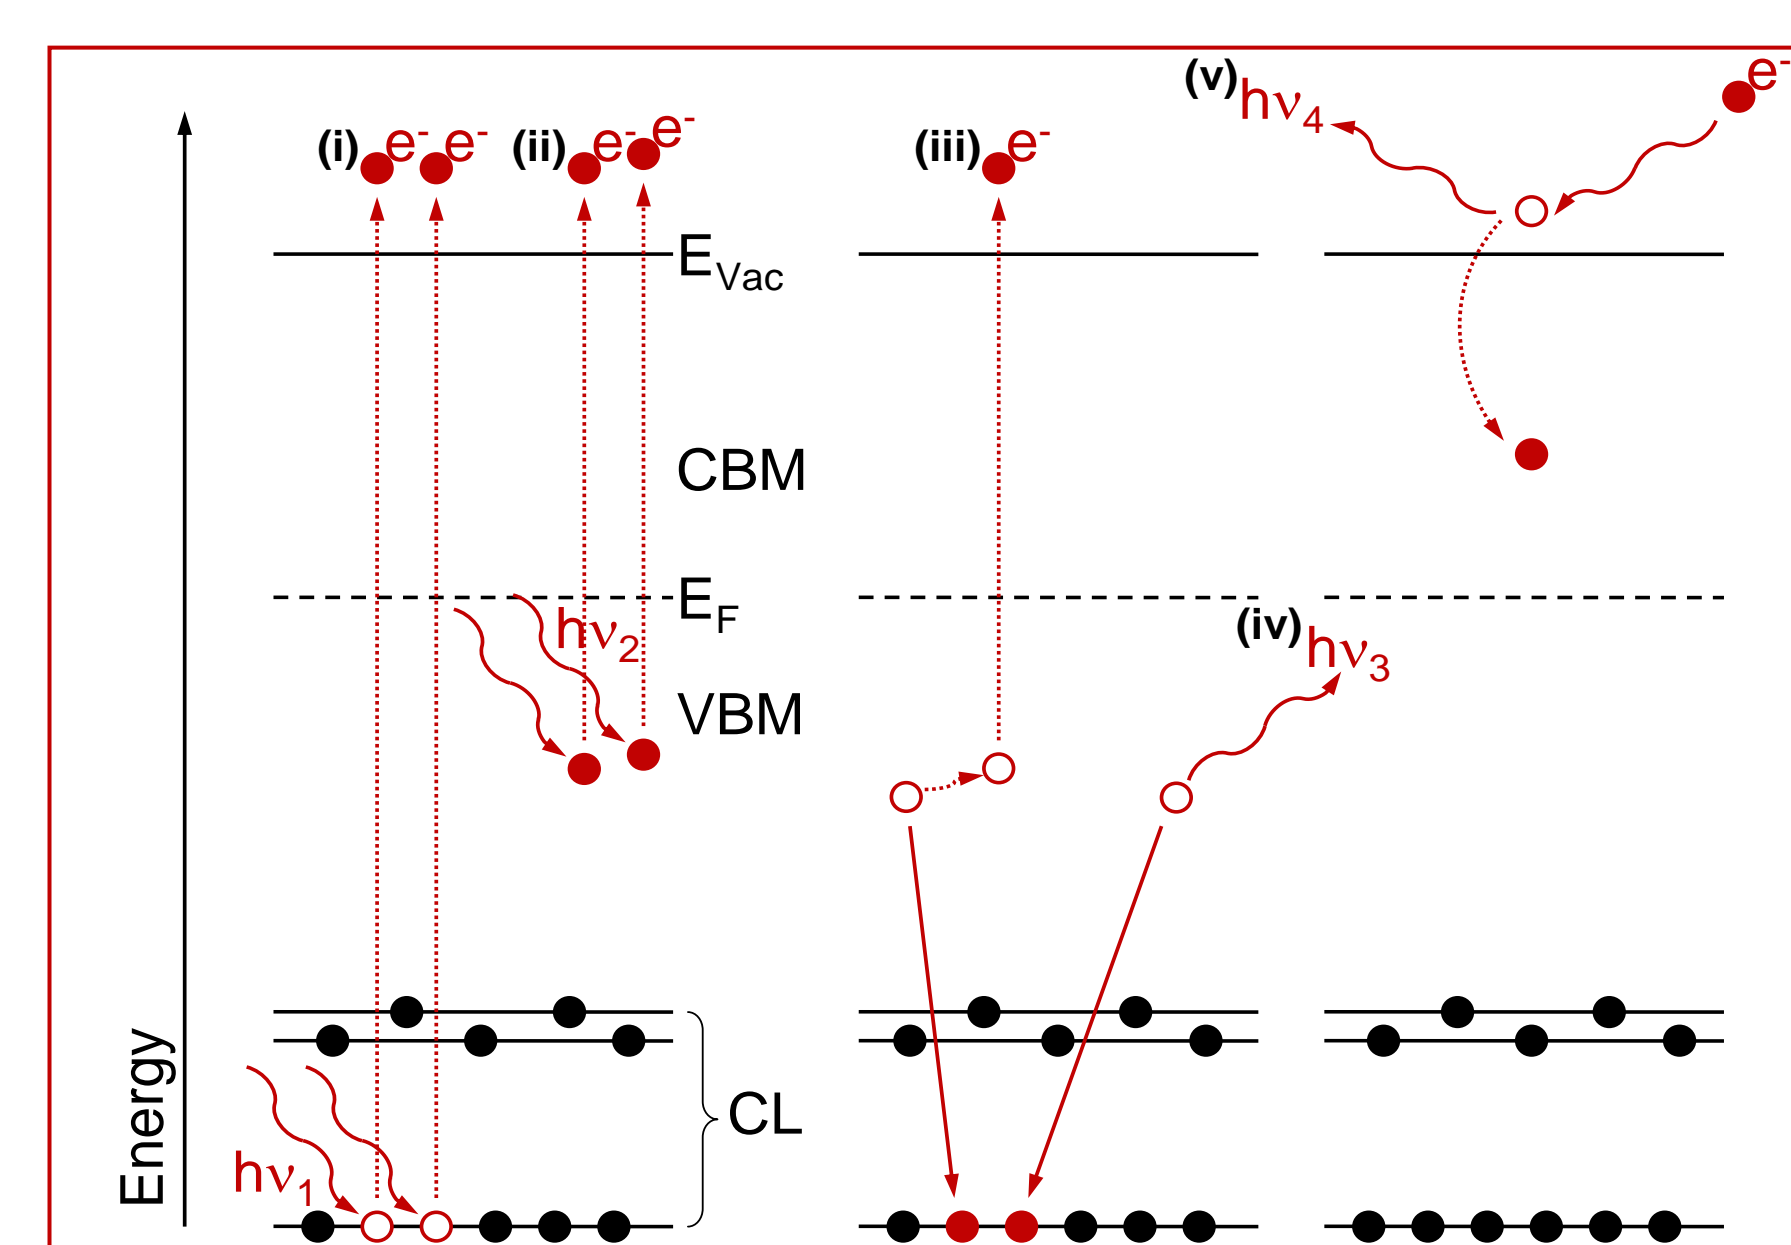 (v) hν4 e-
(i) e- e- (ii) e- e- (iii) e-
EVac
CBM
EF
hν2
(iv) hν3
VBM
CL
Energy
hν1